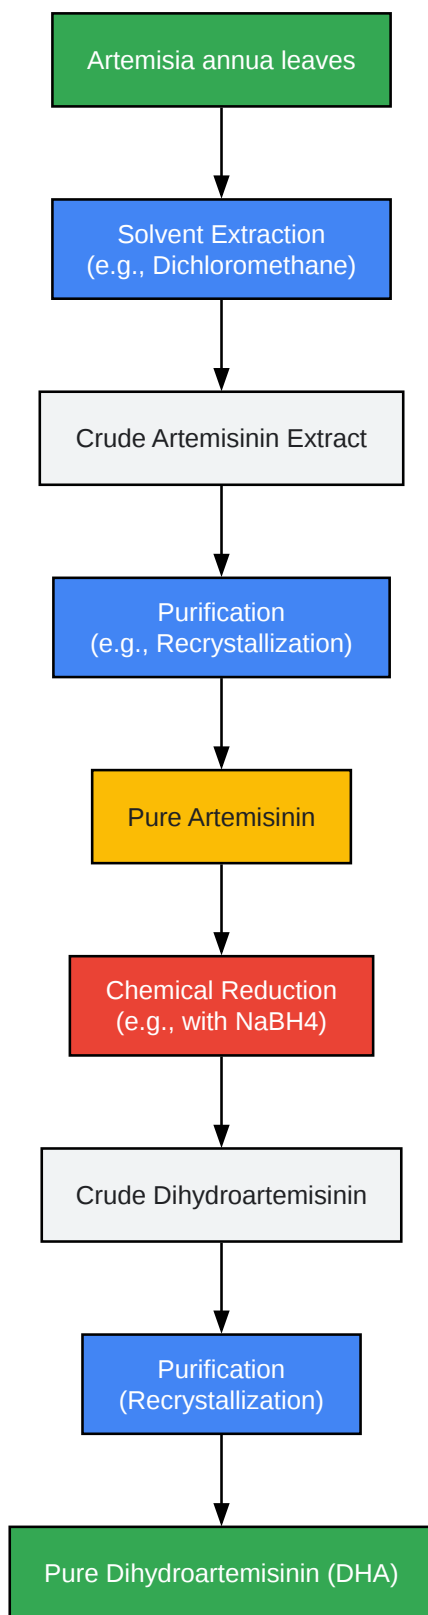 Artemisia annua leaves
Solvent Extraction
(e.g., Dichloromethane)
Crude Artemisinin Extract
Purification
(e.g., Recrystallization)
Pure Artemisinin
Chemical Reduction
(e.g., with NaBH4)
Crude Dihydroartemisinin
Purification
(Recrystallization)
Pure Dihydroartemisinin (DHA)